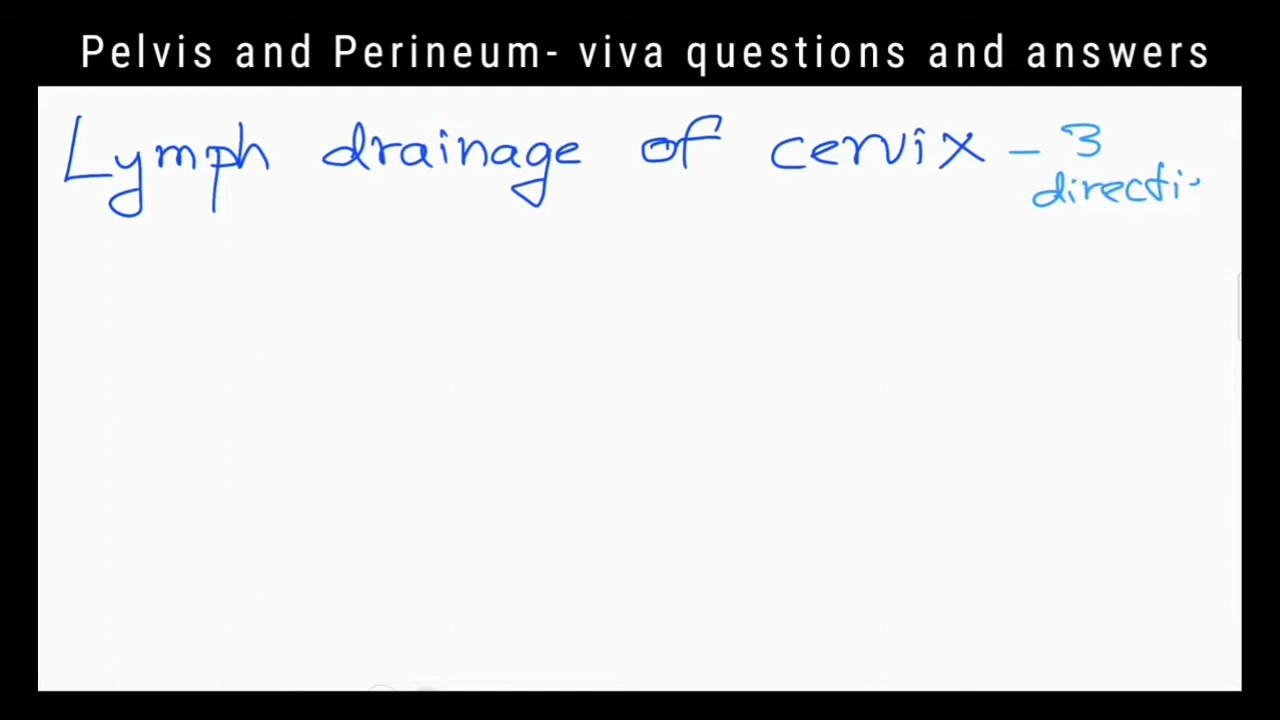 Pelvis and Perineum- viva questions and answers
Lymph drainage of cervix - 3
directi